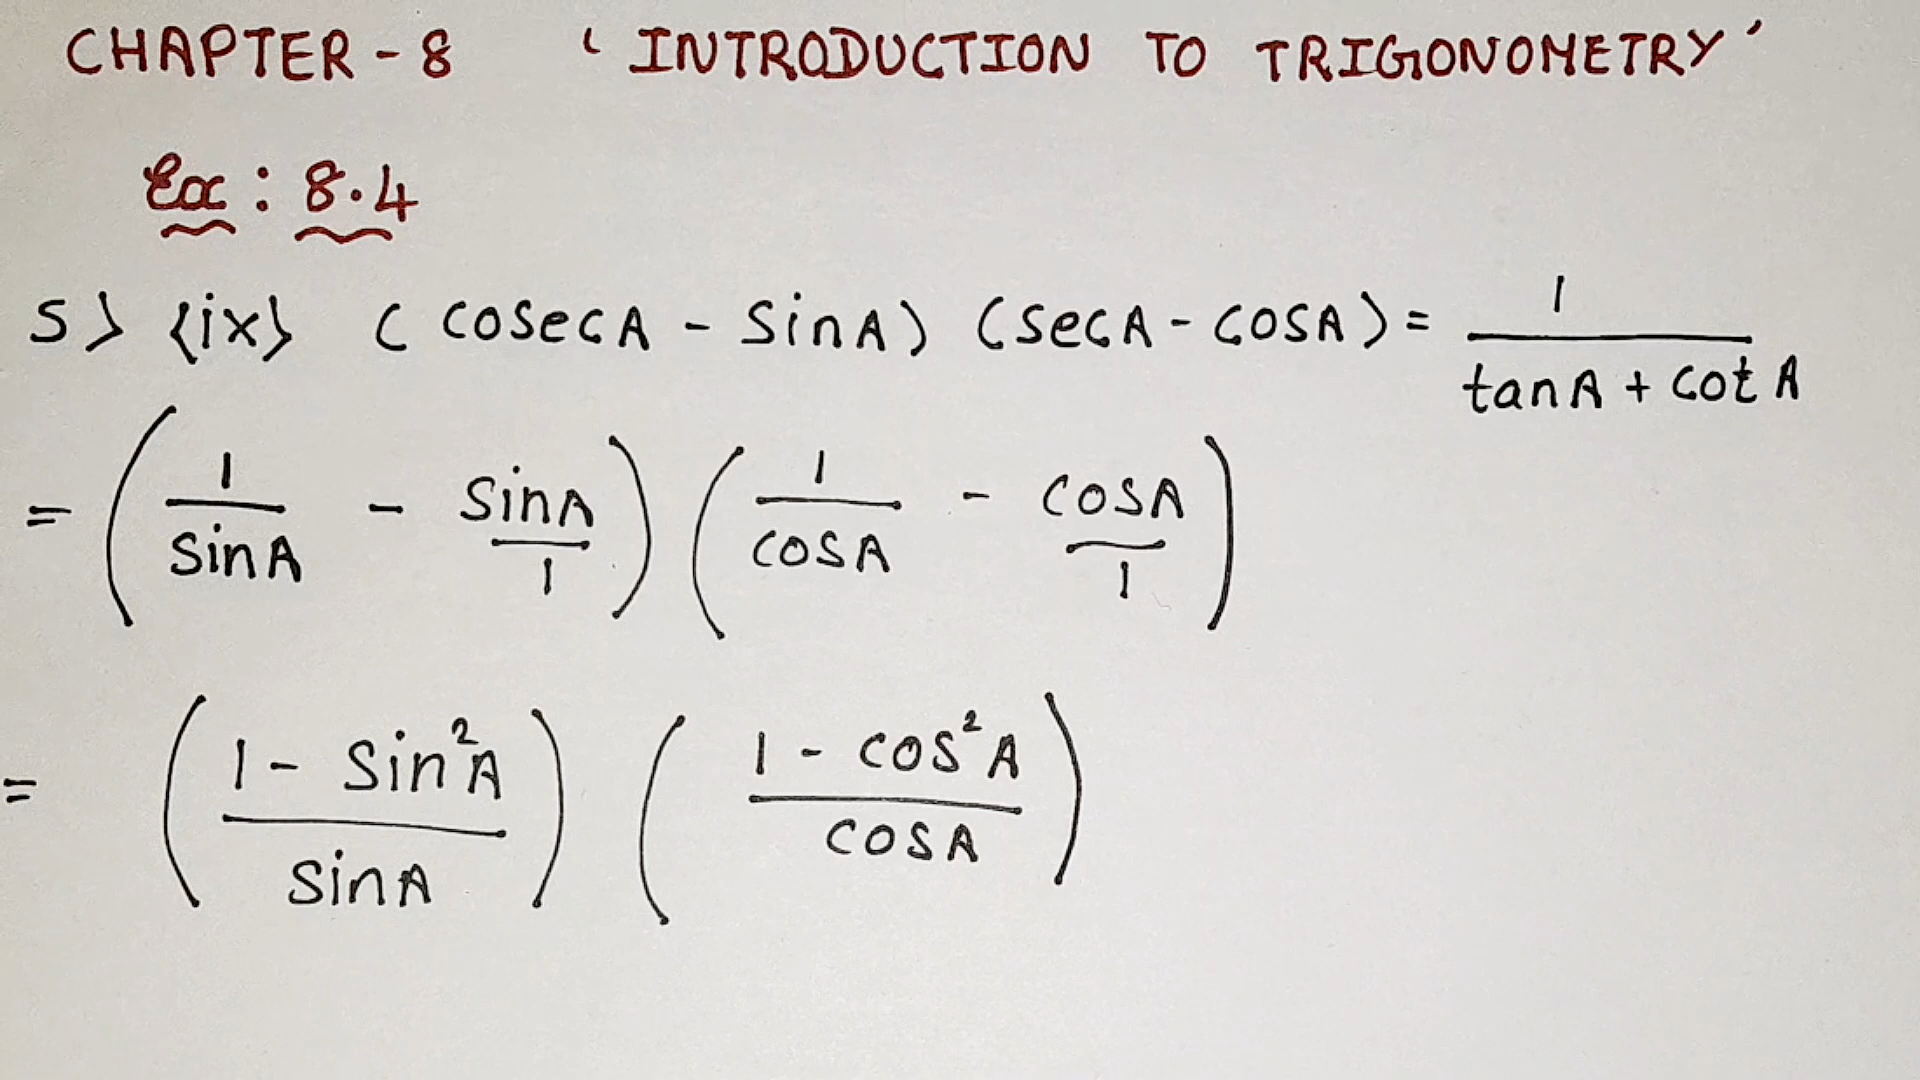 CHAPTER - 8 ‘ INTRODUCTION TO TRIGONOMETRY ’
Ex : 8.4
5> {ix} ( cosecA - sinA) (secA - cosA) = 1/(tanA + cot A)
= (1/sinA - sinA/1) (1/cosA - cosA/1)
= ((1 - sin²A)/sinA) ((1 - cos²A)/cosA)